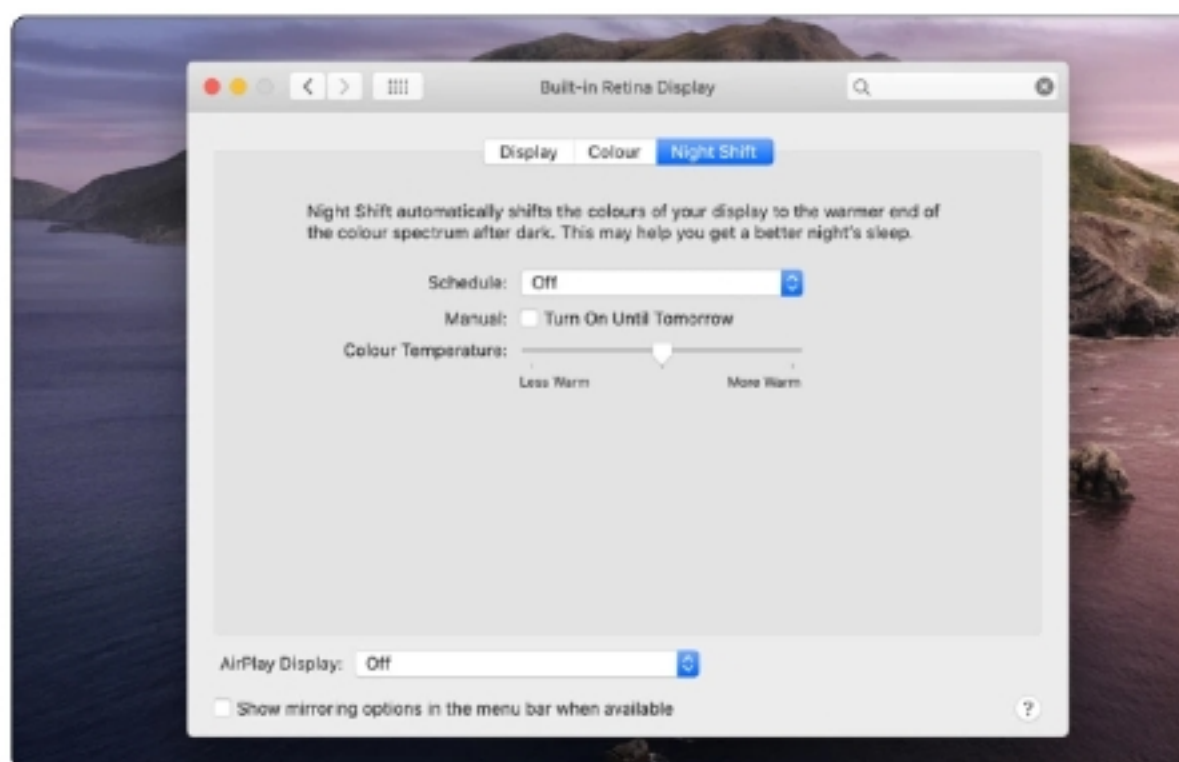 Built-in Retina Display
Display Colour Night Shift
Night Shift automatically shifts the colours of your display to the warmer end of
the colour spectrum after dark. This may help you get a better night's sleep.
Schedule: Off
Manual: Turn On Until Tomorrow
Colour Temperature:
Less Warm More Warm
AirPlay Display: Off
Show mirroring options in the menu bar when available ?